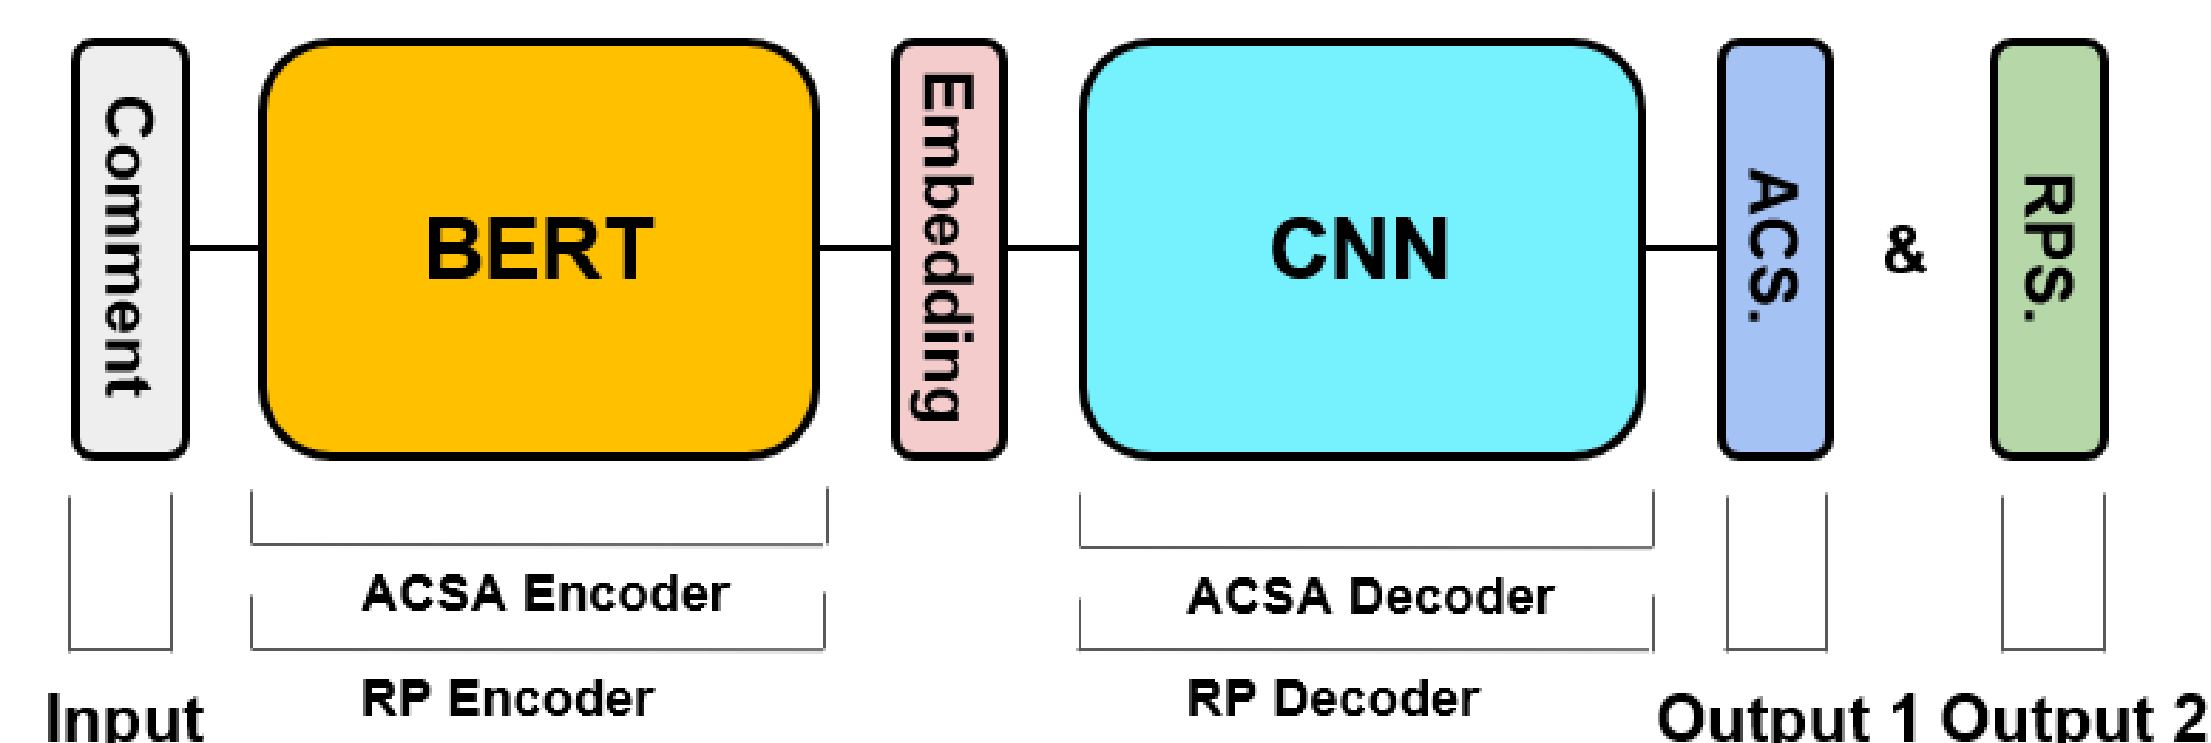 Comment
BERT
Embedding
CNN
ACS.
&
RPS.
ACSA Encoder
ACSA Decoder
RP Encoder
RP Decoder
Input
Output 1
Output 2